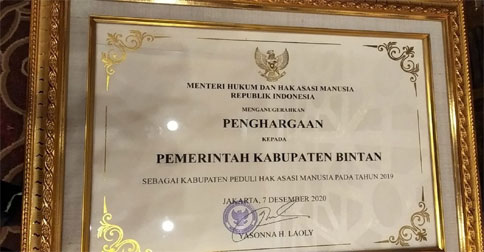 MENTERI HUKUM DAN HAK ASASI MANUSIA
REPUBLIK INDONESIA
MENGANUGERAHKAN
PENGHARGAAN
KEPADA
PEMERINTAH KABUPATEN BINTAN
SEBAGAI KABUPATEN PEDULI HAK ASASI MANUSIA PADA TAHUN 2019
JAKARTA, 7 DESEMBER 2020
YASONNA H. LAOLY